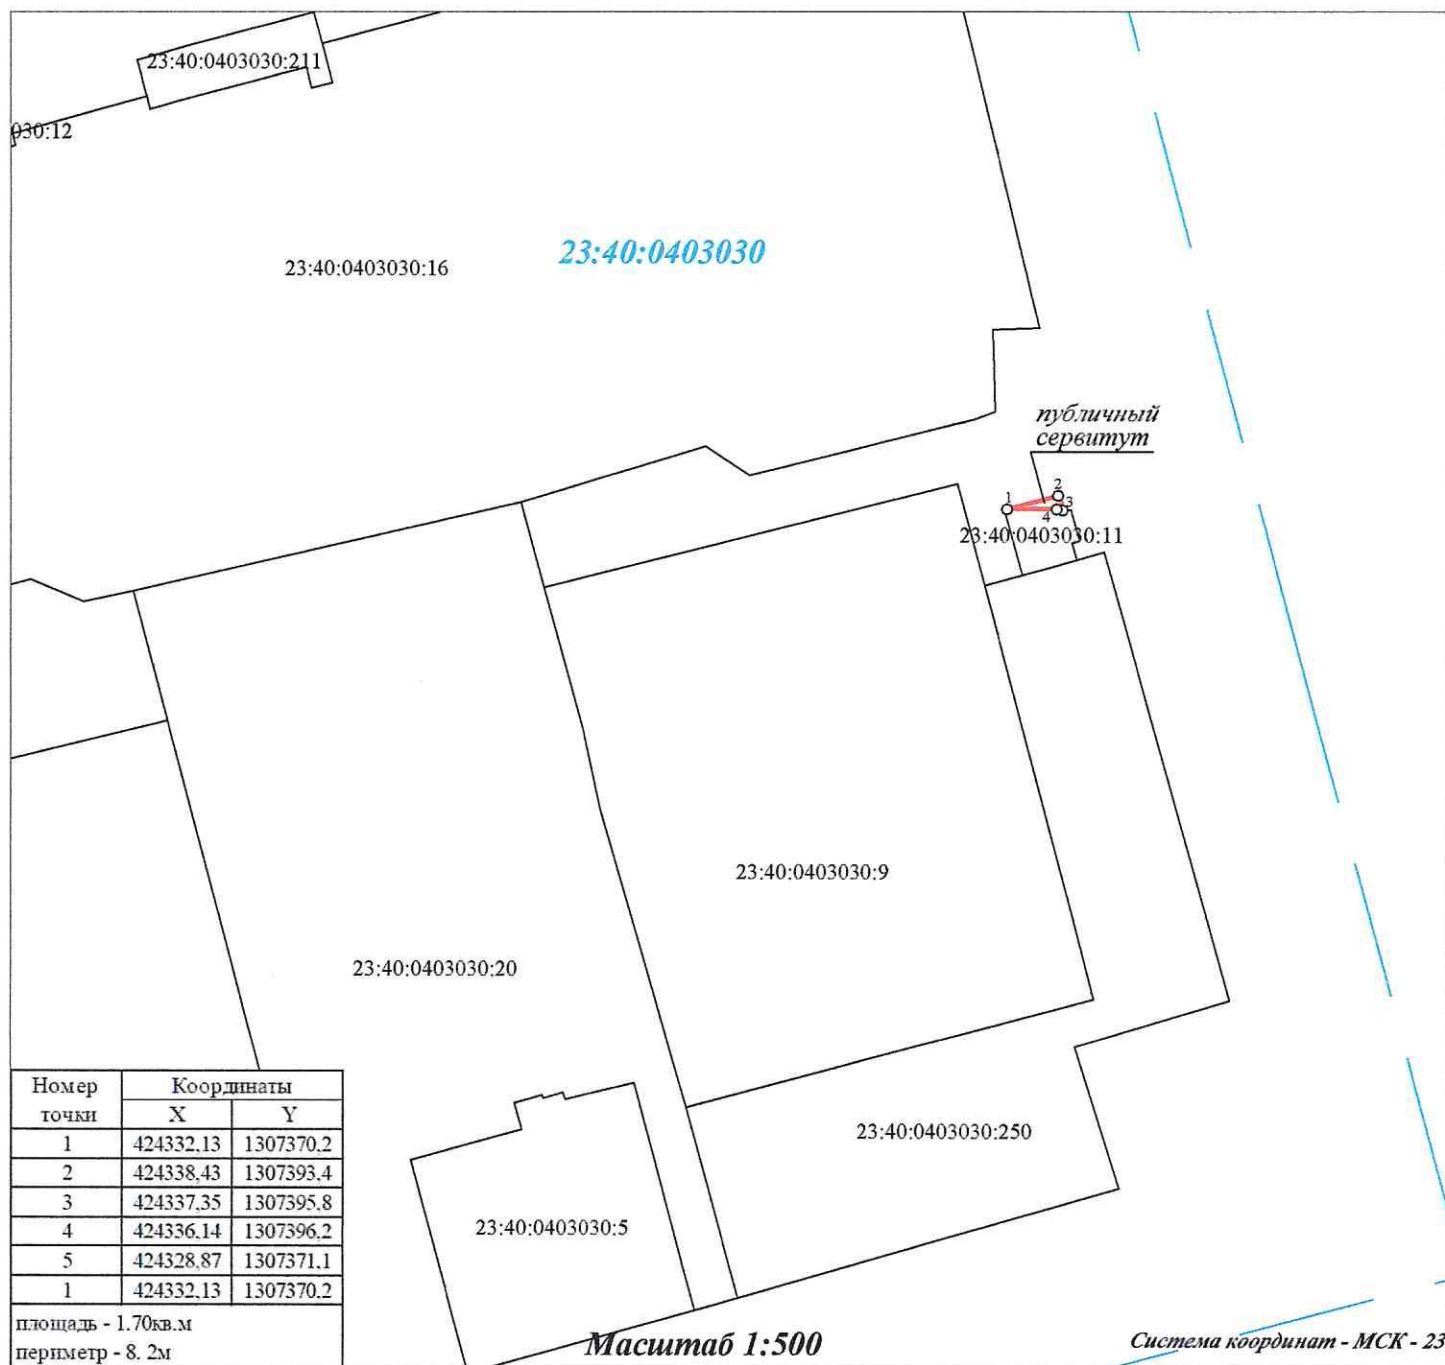 23:40:0403030:211
030:12
23:40:0403030
23:40:0403030:16
публичный
сервитут
1
2
3
4
23:40:0403030:11
23:40:0403030:9
23:40:0403030:20
23:40:0403030:250
23:40:0403030:5
Номер точки Координаты
X Y
1 424332,13 1307370,2
2 424338,43 1307393,4
3 424337,35 1307395,8
4 424336,14 1307396,2
5 424328,87 1307371,1
1 424332,13 1307370,2
площадь - 1.70кв.м
периметр - 8. 2м
Масштаб 1:500
Система координат - МСК - 23